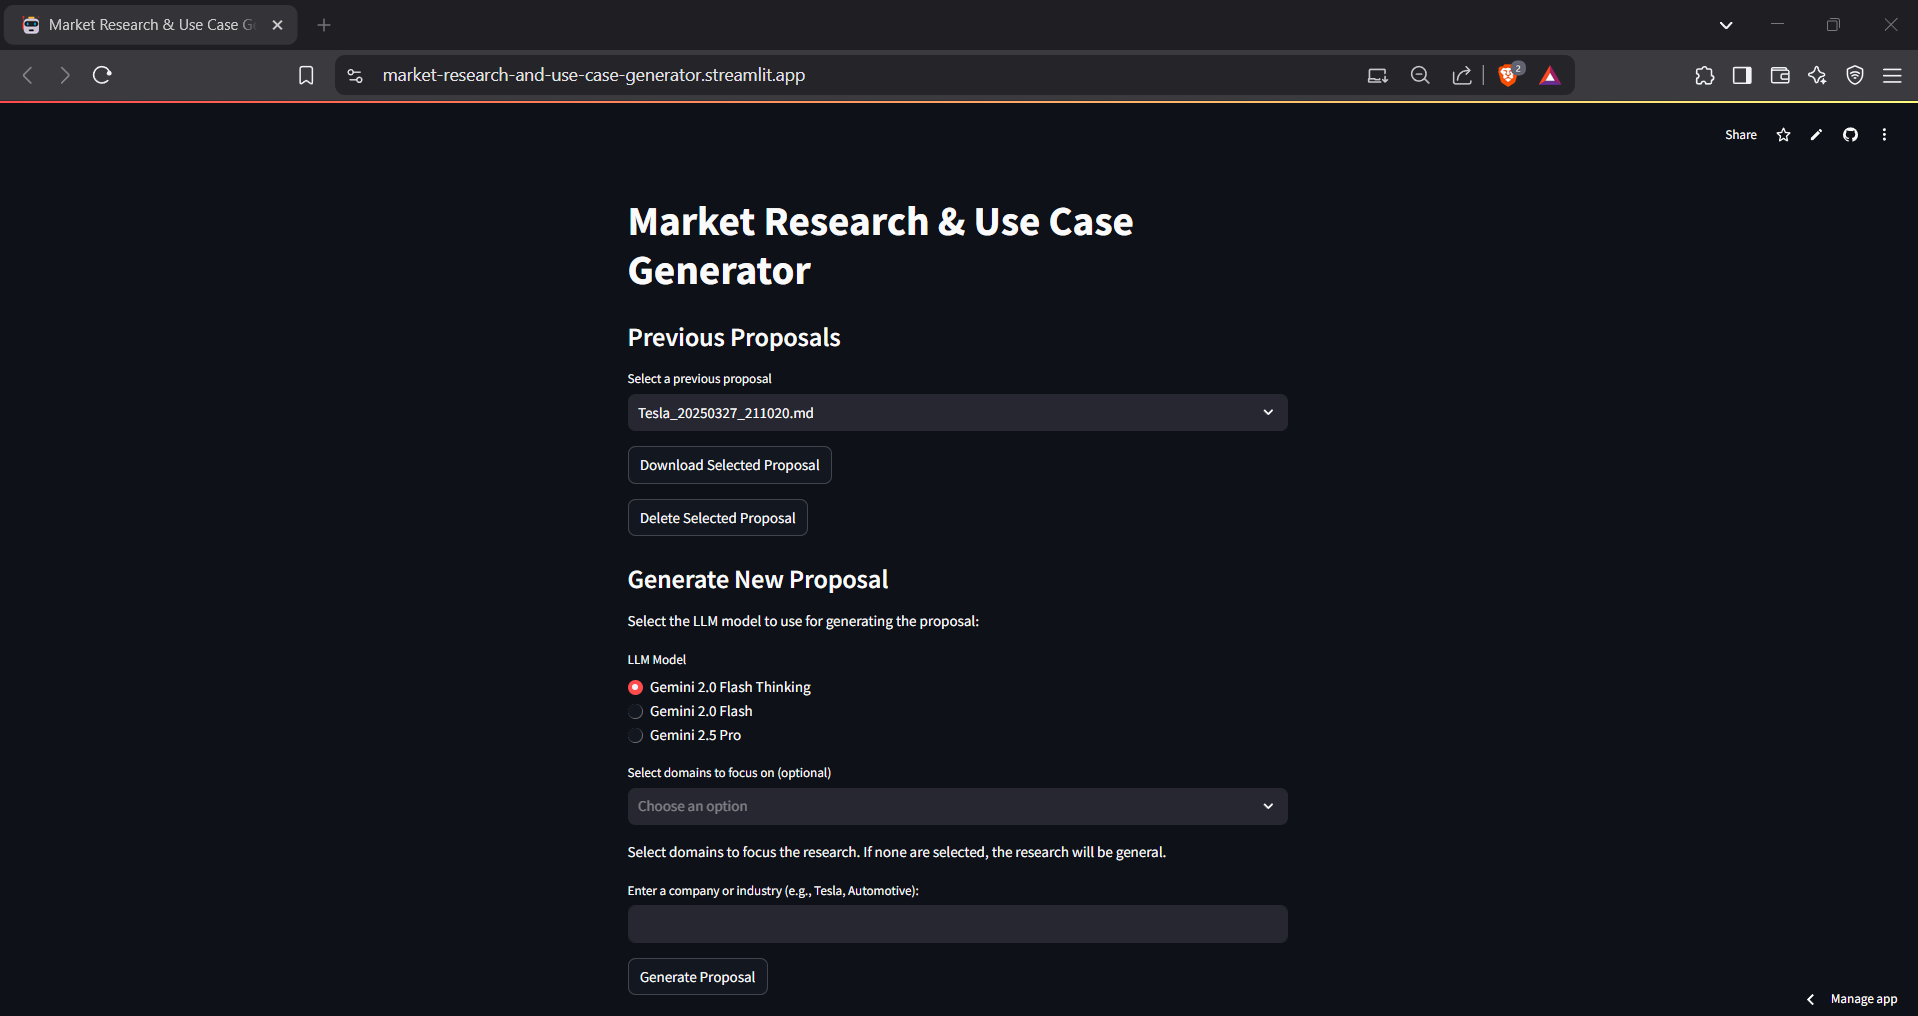 Market Research & Use Case Ge
market-research-and-use-case-generator.streamlit.app
2
Share
Market Research & Use Case
Generator
Previous Proposals
Select a previous proposal
Tesla_20250327_211020.md
Download Selected Proposal
Delete Selected Proposal
Generate New Proposal
Select the LLM model to use for generating the proposal:
LLM Model
Gemini 2.0 Flash Thinking
Gemini 2.0 Flash
Gemini 2.5 Pro
Select domains to focus on (optional)
Choose an option
Select domains to focus the research. If none are selected, the research will be general.
Enter a company or industry (e.g., Tesla, Automotive):
Generate Proposal
Manage app